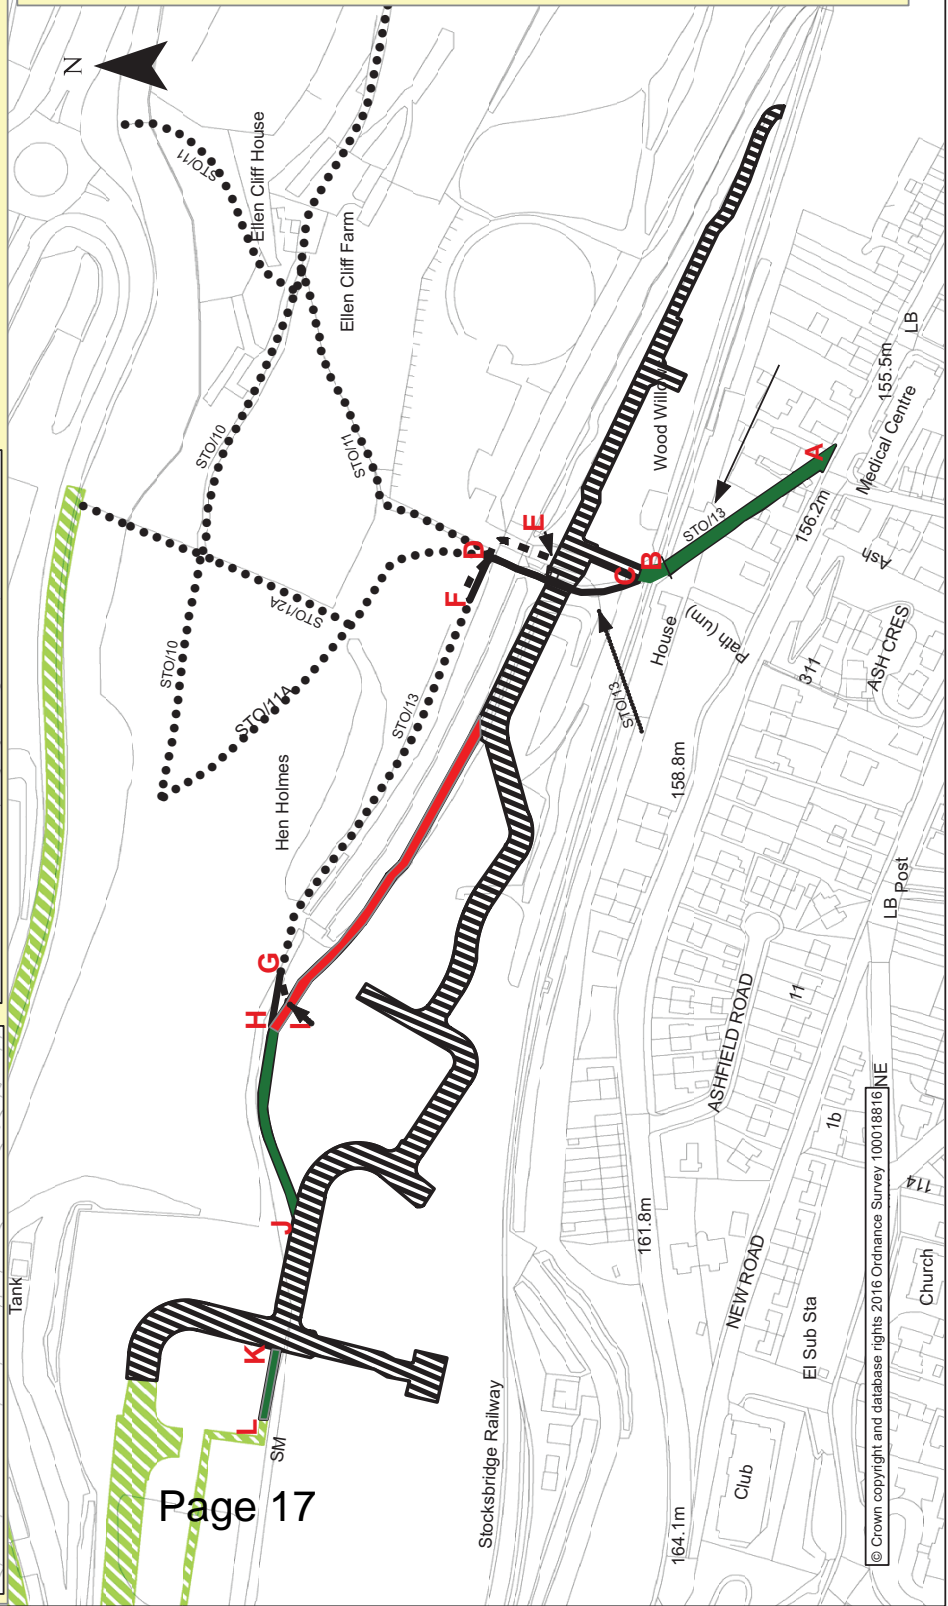 N
STO/11
Ellen Cliff House
Ellen Cliff Farm
STO/10
STO/11
STO/12A
STO/10
STO/11A
Hen Holmes
STO/13
D
E
F
Wood Willo
C
B
STO/13
A
LB
155.5m
Medical Centre
156.2m
Ash
House
Path (um)
311
ASH CRES
STO/13
158.8m
G
H
I
J
K
L
SM
Tank
LB
Post
ASHFIELD ROAD
11
1b
NE
114
161.8m
NEW ROAD
El Sub Sta
Church
Stocksbridge Railway
Club
164.1m
© Crown copyright and database rights 2016 Ordnance Survey 100018816
Page 17